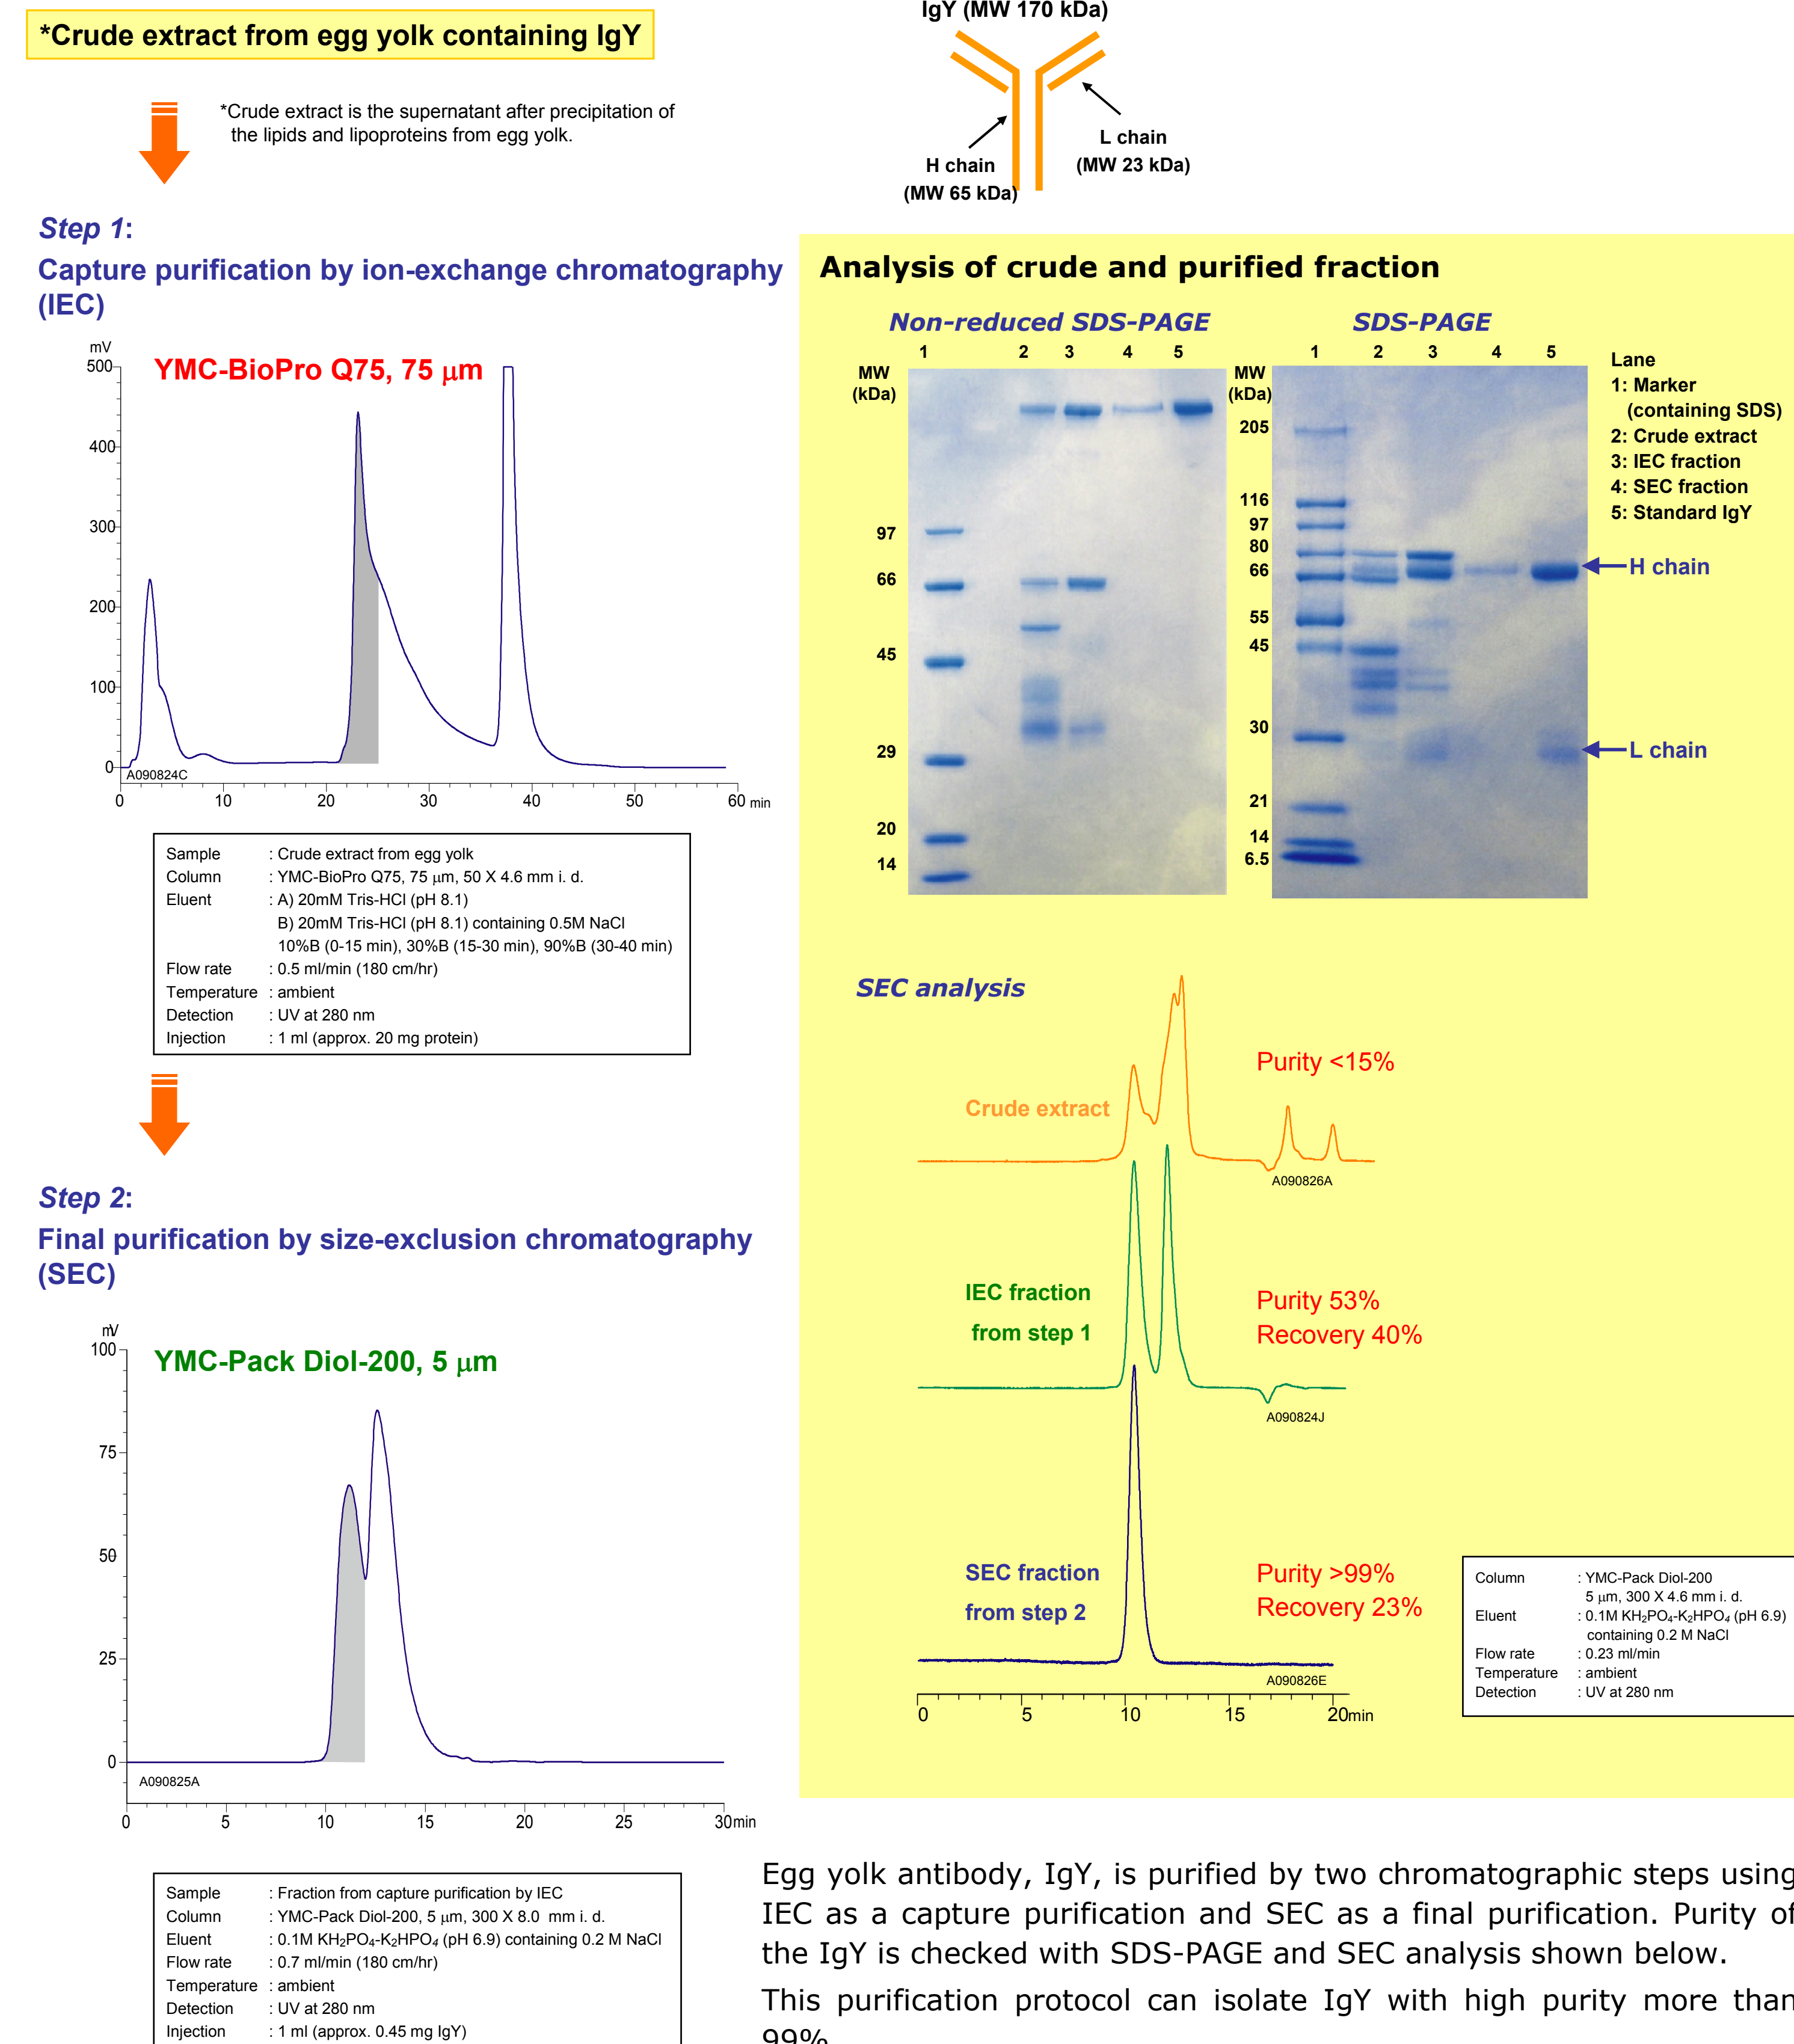 *Crude extract from egg yolk containing IgY
*Crude extract is the supernatant after precipitation of
the lipids and lipoproteins from egg yolk.
IgY (MW 170 kDa)
L chain
(MW 23 kDa)
H chain
(MW 65 kDa)
Step 1:
Capture purification by ion-exchange chromatography
(IEC)
mV
YMC-BioPro Q75, 75 μm
500
400
300
200
100
0
A090824C
0 10 20 30 40 50 60 min
Sample : Crude extract from egg yolk
Column : YMC-BioPro Q75, 75 μm, 50 X 4.6 mm i. d.
Eluent : A) 20mM Tris-HCl (pH 8.1)
B) 20mM Tris-HCl (pH 8.1) containing 0.5M NaCl
10%B (0-15 min), 30%B (15-30 min), 90%B (30-40 min)
Flow rate : 0.5 ml/min (180 cm/hr)
Temperature : ambient
Detection : UV at 280 nm
Injection : 1 ml (approx. 20 mg protein)
Step 2:
Final purification by size-exclusion chromatography
(SEC)
mV
YMC-Pack Diol-200, 5 μm
100
75
50
25
0
A090825A
0 5 10 15 20 25 30min
Sample : Fraction from capture purification by IEC
Column : YMC-Pack Diol-200, 5 μm, 300 X 8.0 mm i. d.
Eluent : 0.1M KH₂PO₄-K₂HPO₄ (pH 6.9) containing 0.2 M NaCl
Flow rate : 0.7 ml/min (180 cm/hr)
Temperature : ambient
Detection : UV at 280 nm
Injection : 1 ml (approx. 0.45 mg IgY)
Analysis of crude and purified fraction
Non-reduced SDS-PAGE
1 2 3 4 5
MW
(kDa)
97
66
45
29
20
14
SDS-PAGE
1 2 3 4 5
MW
(kDa)
205
116
97
80
66
55
45
30
21
14
6.5
Lane
1: Marker
(containing SDS)
2: Crude extract
3: IEC fraction
4: SEC fraction
5: Standard IgY
H chain
L chain
SEC analysis
Purity <15%
Crude extract
A090826A
IEC fraction
from step 1
Purity 53%
Recovery 40%
A090824J
SEC fraction
from step 2
Purity >99%
Recovery 23%
A090826E
0 5 10 15 20min
Column : YMC-Pack Diol-200
5 μm, 300 X 4.6 mm i. d.
Eluent : 0.1M KH₂PO₄-K₂HPO₄ (pH 6.9)
containing 0.2 M NaCl
Flow rate : 0.23 ml/min
Temperature : ambient
Detection : UV at 280 nm
Egg yolk antibody, IgY, is purified by two chromatographic steps using
IEC as a capture purification and SEC as a final purification. Purity of
the IgY is checked with SDS-PAGE and SEC analysis shown below.
This purification protocol can isolate IgY with high purity more than
99%